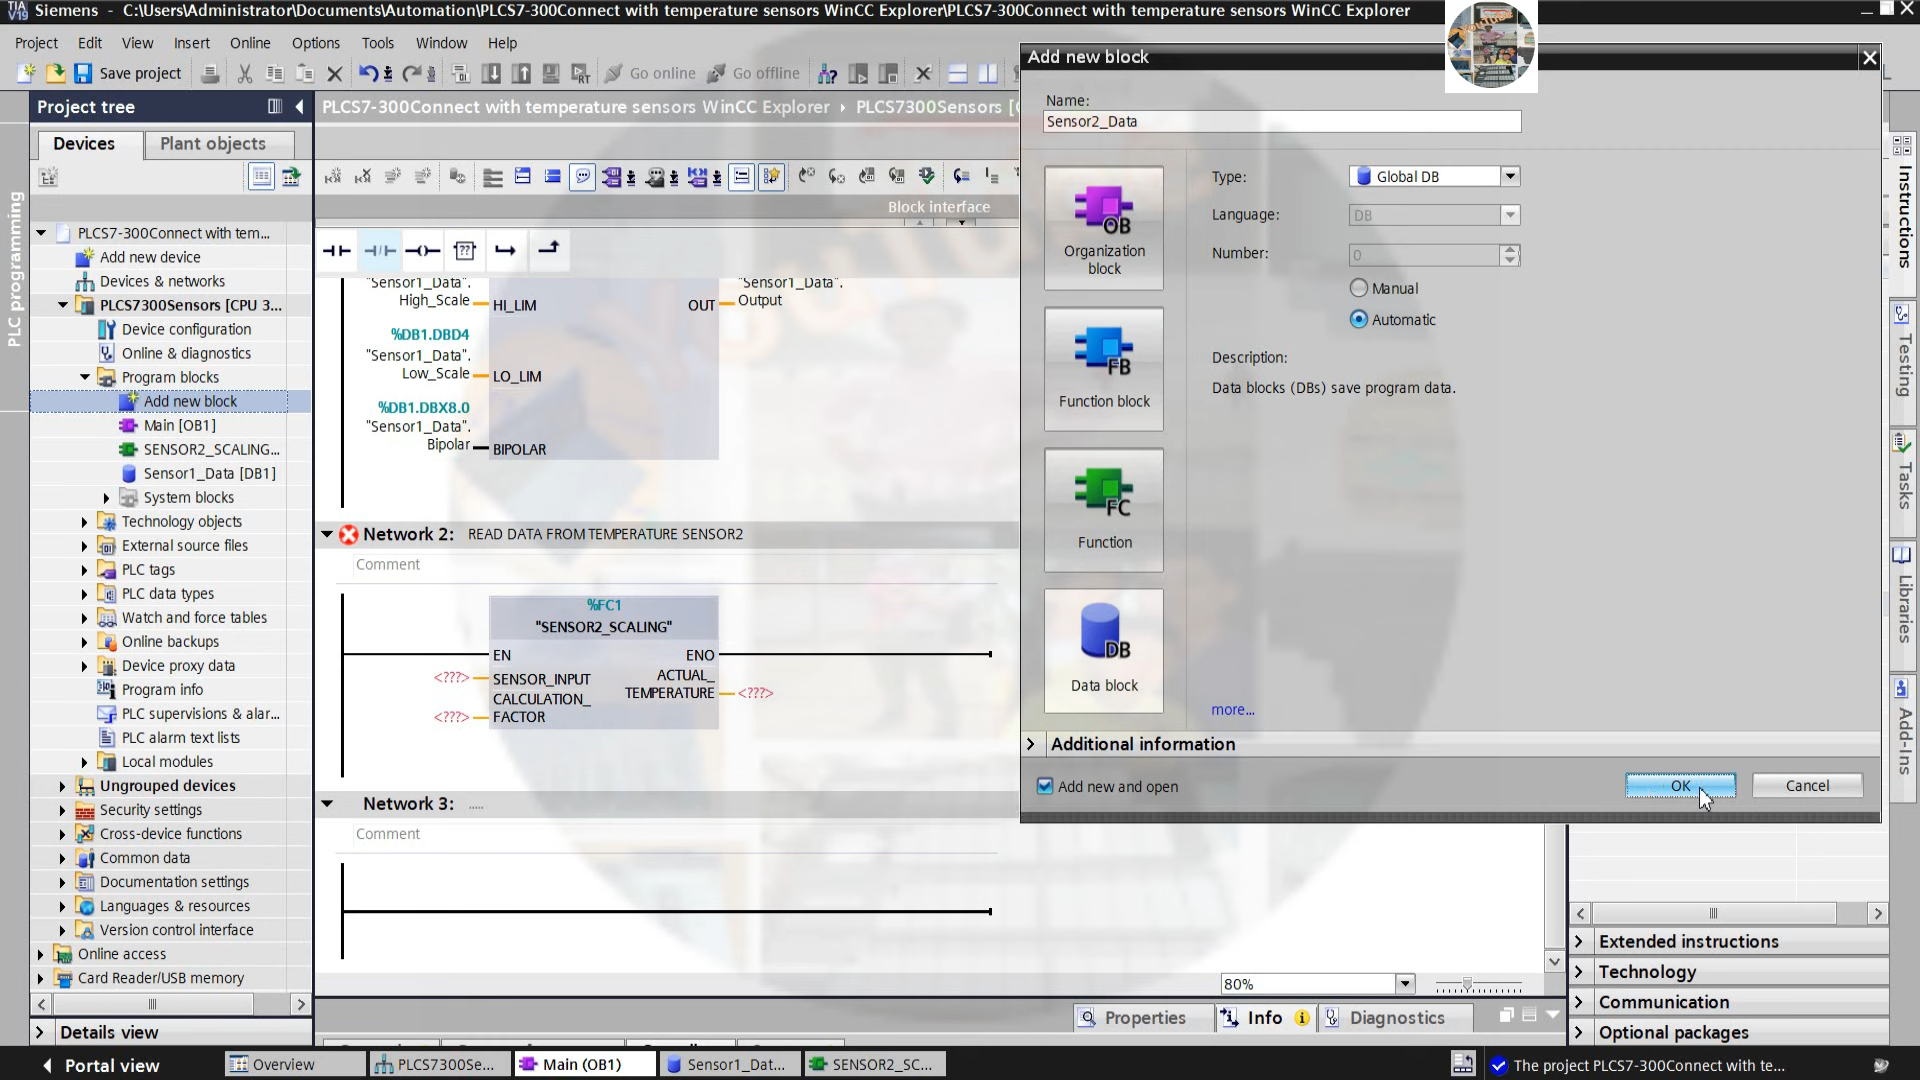 Siemens - C:\Users\Administrator\Documents\Automation\PLCS7-300Connect with temperature sensors WinCC Explorer\PLCS7-300Connect with temperature sensors WinCC Explorer
TIA
V19
Project Edit View Insert Online Options Tools Window Help
Save project
Go online
Go offline
Project tree
Devices
Plant objects
PLC programming
PLCS7-300Connect with tem...
Add new device
Devices & networks
PLCS7300Sensors [CPU 3...
Device configuration
Online & diagnostics
Program blocks
Add new block
Main [OB1]
SENSOR2_SCALING...
Sensor1_Data [DB1]
System blocks
Technology objects
External source files
PLC tags
PLC data types
Watch and force tables
Online backups
Device proxy data
Program info
PLC supervisions & alar...
PLC alarm text lists
Local modules
Ungrouped devices
Security settings
Cross-device functions
Common data
Documentation settings
Languages & resources
Version control interface
Online access
Card Reader/USB memory
Details view
PLCS7-300Connect with temperature sensors WinCC Explorer PLCS7300Sensors [
Block interface
"Sensor1_Data".
High_Scale
HI_LIM
OUT
"Sensor1_Data".
Output
%DB1.DBD4
"Sensor1_Data".
Low_Scale
LO_LIM
%DB1.DBX8.0
"Sensor1_Data".
Bipolar
BIPOLAR
Network 2: READ DATA FROM TEMPERATURE SENSOR2
Comment
%FC1
"SENSOR2_SCALING"
EN
ENO
<???>
SENSOR_INPUT
ACTUAL_
TEMPERATURE
<???>
CALCULATION_
<???>
FACTOR
Network 3: .....
Comment
80%
Properties
Info
Diagnostics
Add new block
Name:
Sensor2_Data
OB
Organization
block
FB
Function block
FC
Function
DB
Data block
Type:
Global DB
Language:
DB
Number:
0
Manual
Automatic
Description:
Data blocks (DBs) save program data.
more...
Additional information
Add new and open
OK
Cancel
Instructions
Testing
Tasks
Libraries
Add-Ins
Extended instructions
Technology
Communication
Optional packages
Portal view
Overview
PLCS7300Se...
Main (OB1)
Sensor1_Dat...
SENSOR2_SC...
The project PLCS7-300Connect with te...